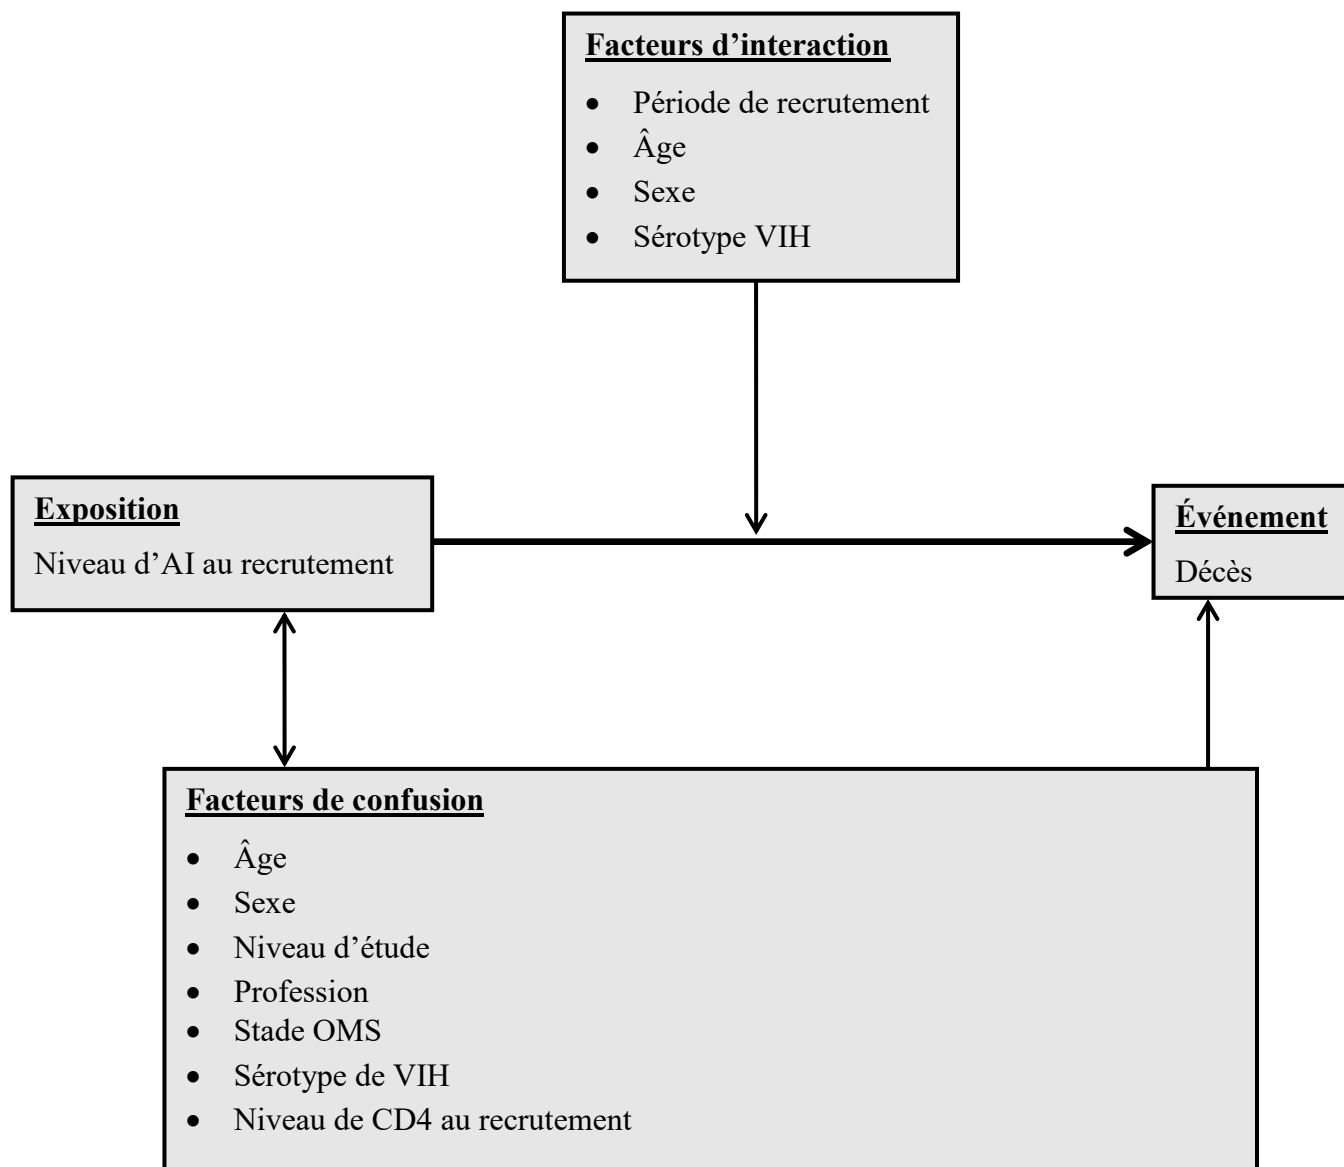 Facteurs d’interaction
• Période de recrutement
• Âge
• Sexe
• Sérotype VIH
Exposition
Niveau d’AI au recrutement
Événement
Décès
Facteurs de confusion
• Âge
• Sexe
• Niveau d’étude
• Profession
• Stade OMS
• Sérotype de VIH
• Niveau de CD4 au recrutement